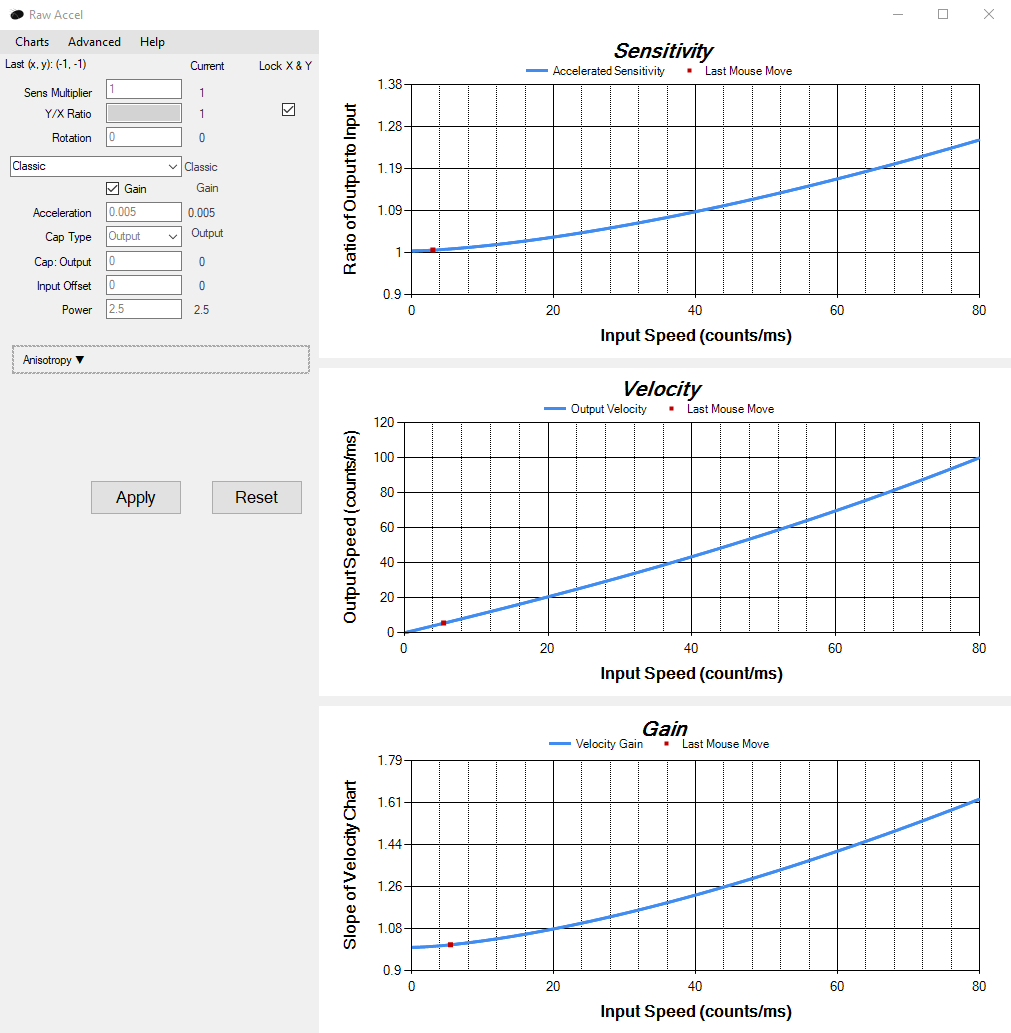 Raw Accel
Charts Advanced Help
Last (x, y): (-1, -1) Current Lock X & Y
Sens Multiplier 1 1
Y/X Ratio 1
Rotation 0 0
Classic Classic
Gain Gain
Acceleration 0.005 0.005
Cap Type Output Output
Cap: Output 0 0
Input Offset 0 0
Power 2.5 2.5
Anisotropy ▼
Apply Reset
Sensitivity
Accelerated Sensitivity Last Mouse Move
Ratio of Output to Input
1.38
1.28
1.19
1.09
1
0.9
0 20 40 60 80
Input Speed (counts/ms)
Velocity
Output Velocity Last Mouse Move
Output Speed (counts/ms)
120
100
80
60
40
20
0
0 20 40 60 80
Input Speed (count/ms)
Gain
Velocity Gain Last Mouse Move
Slope of Velocity Chart
1.79
1.61
1.44
1.26
1.08
0.9
0 20 40 60 80
Input Speed (counts/ms)